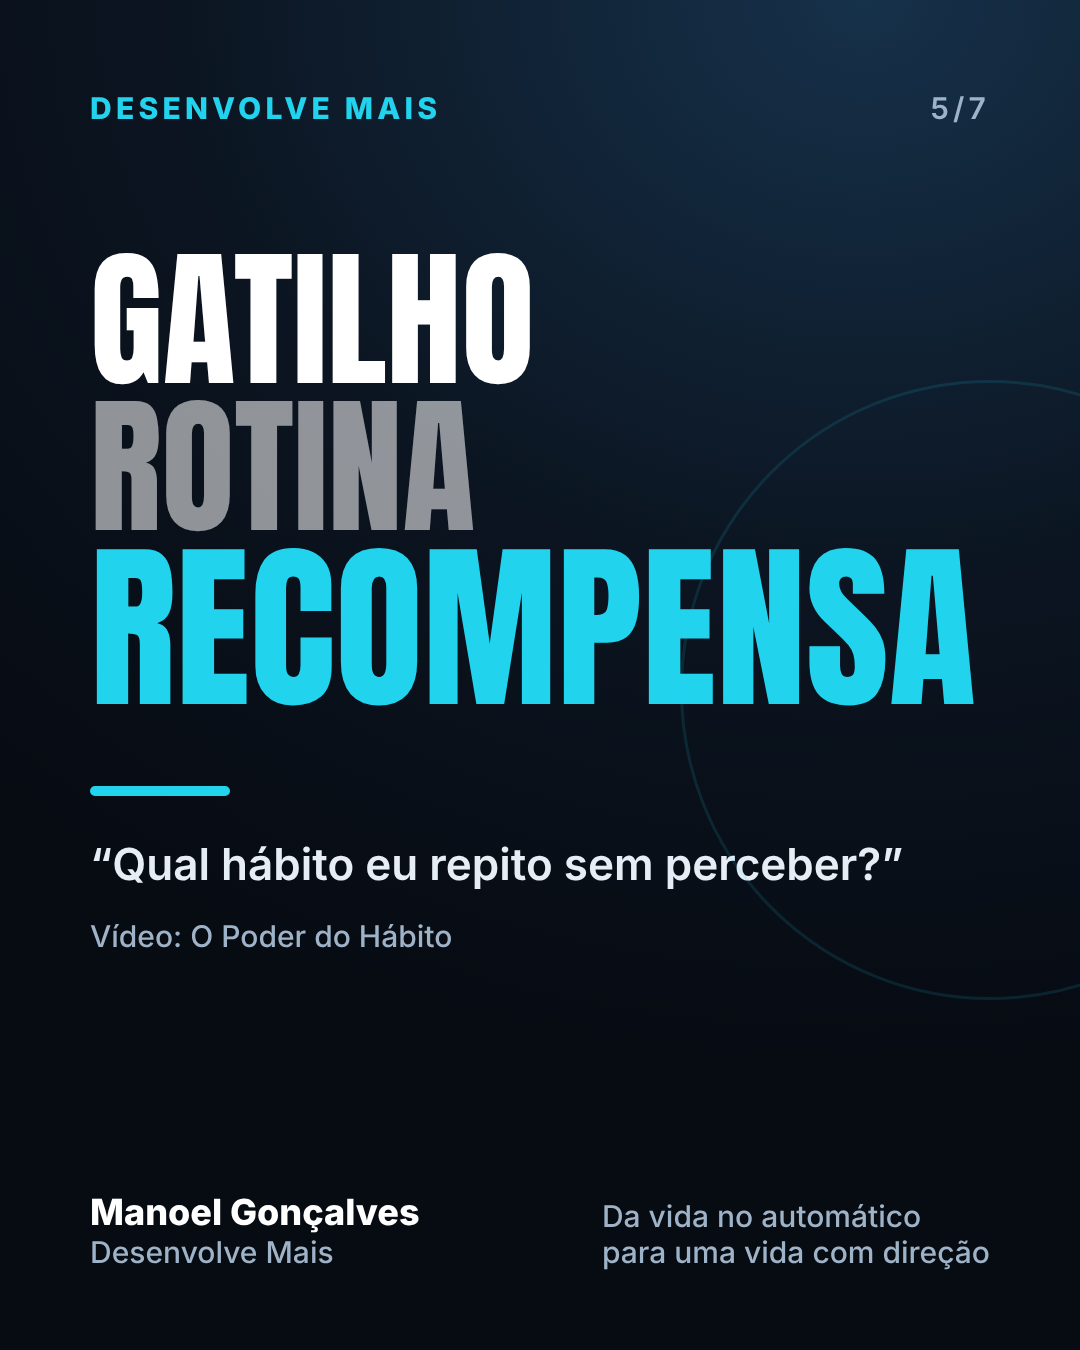 DESENVOLVE MAIS
5/7
GATILHO
ROTINA
RECOMPENSA
“Qual hábito eu repito sem perceber?”
Vídeo: O Poder do Hábito
Manoel Gonçalves
Desenvolve Mais
Da vida no automático
para uma vida com direção